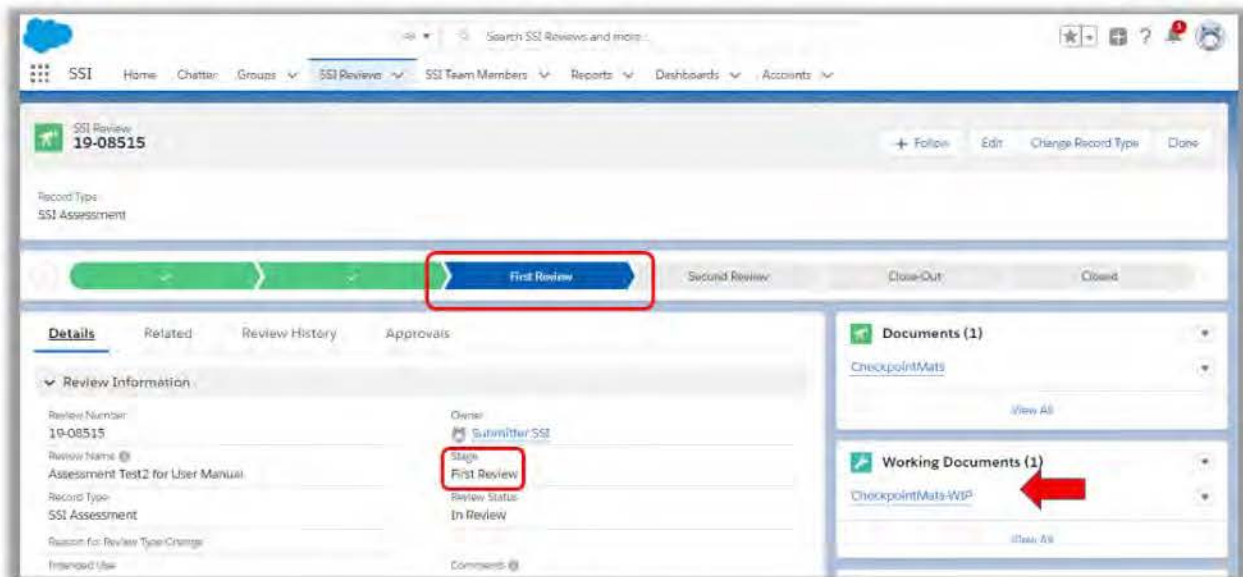 All Search SSI Reviews and more...
SSI Home Chatter Groups SSI Reviews SSI Team Members Reports Dashboards Accounts
SSI Review
19-08515
+ Follow Edit Change Record Type Clone
Record Type
SSI Assessment
First Review Second Review Close-Out Closed
Details Related Review History Approvals
Review Information
Review Number
19-08515
Owner
Submitter SSI
Review Name
Assessment Test2 for User Manual
Stage
First Review
Record Type
SSI Assessment
Review Status
In Review
Reason for Review Type Change
Intended Use
Comments
Documents (1)
CheckpointMats
View All
Working Documents (1)
CheckpointMats-WIP
View All